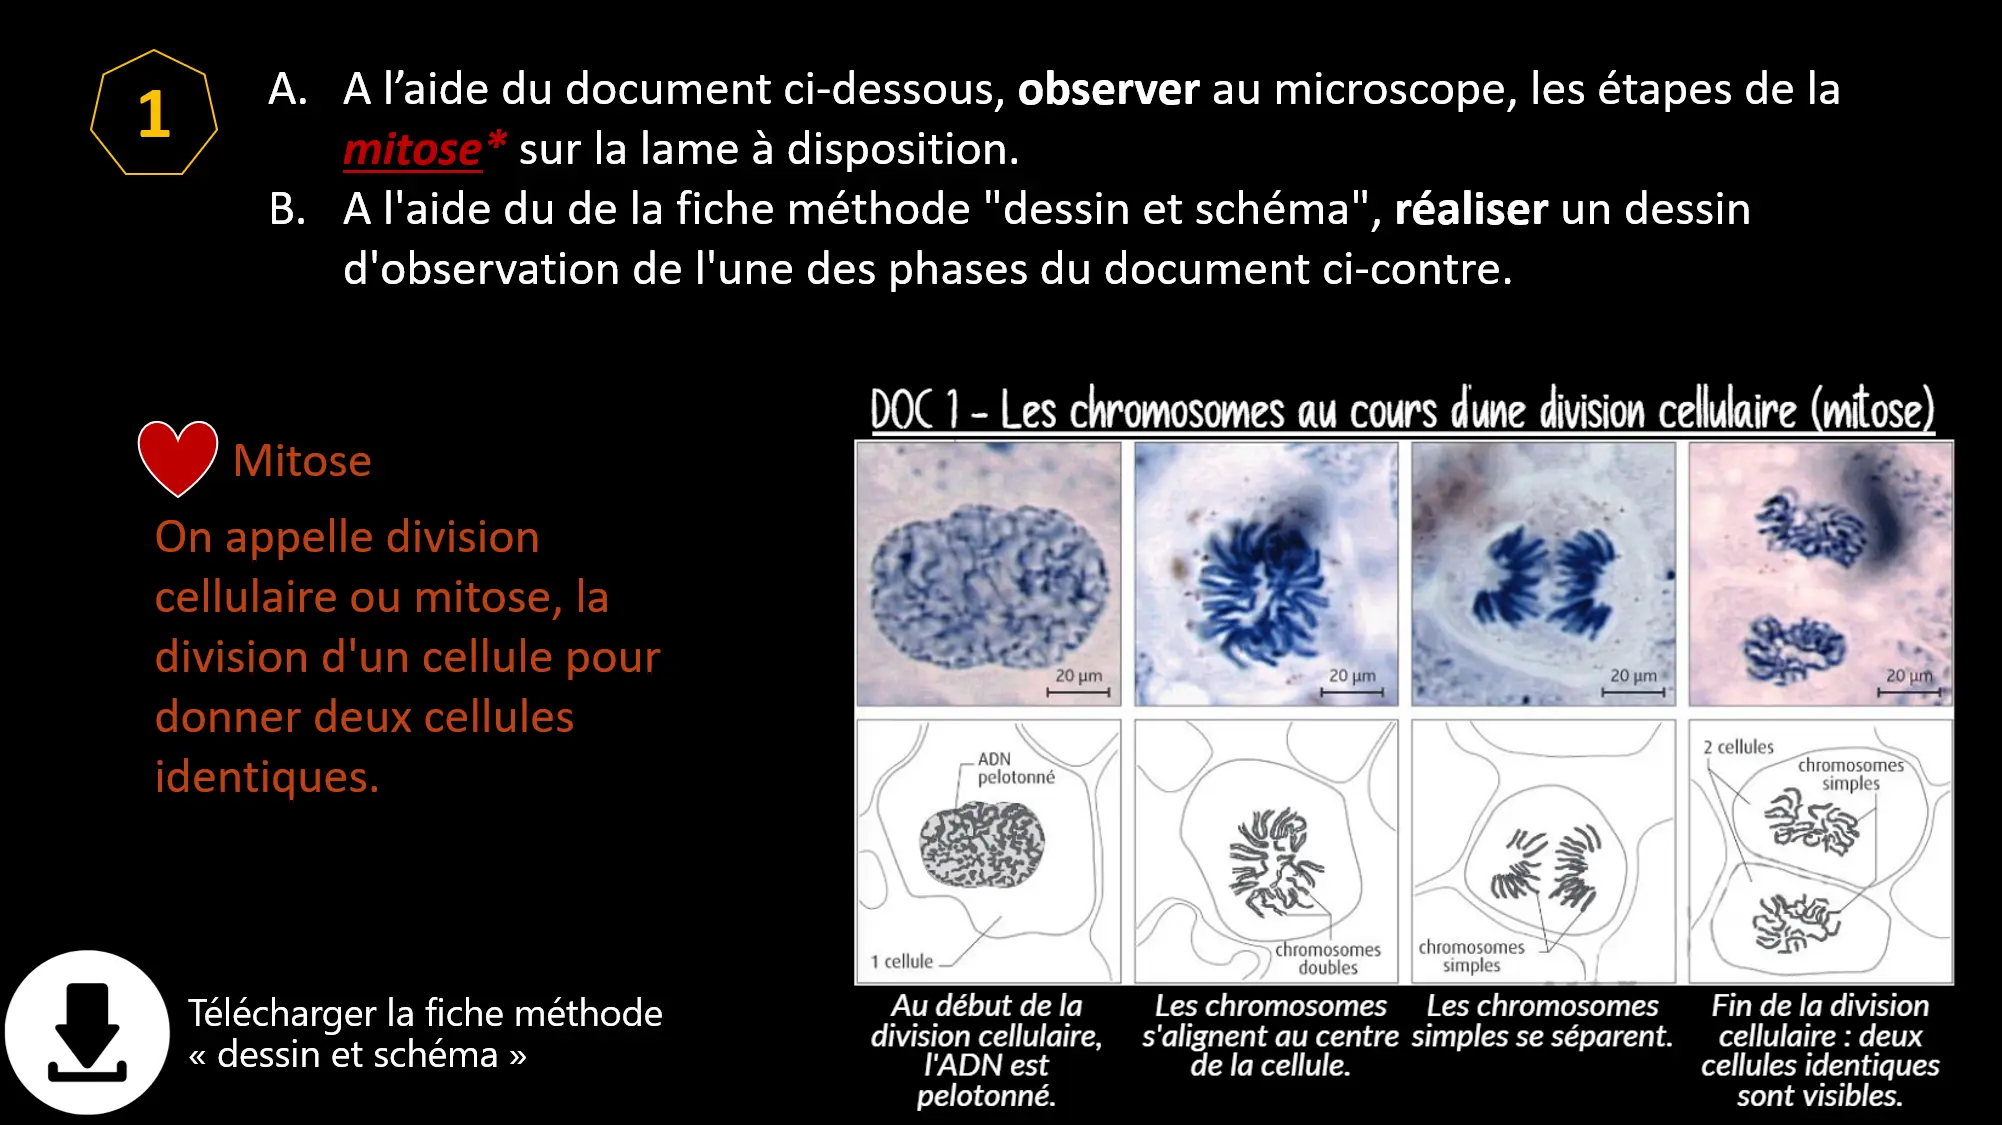 1
A. A l’aide du document ci-dessous, observer au microscope, les étapes de la
mitose* sur la lame à disposition.
B. A l'aide du de la fiche méthode "dessin et schéma", réaliser un dessin
d'observation de l'une des phases du document ci-contre.
Mitose
On appelle division
cellulaire ou mitose, la
division d'un cellule pour
donner deux cellules
identiques.
Télécharger la fiche méthode
« dessin et schéma »
DOC 1 - Les chromosomes au cours d'une division cellulaire (mitose)
20 µm
20 µm
20 µm
20 µm
ADN
pelotonné
1 cellule
chromosomes
doubles
chromosomes
simples
2 cellules
chromosomes
simples
Au début de la
division cellulaire,
l'ADN est
pelotonné.
Les chromosomes
s'alignent au centre
de la cellule.
Les chromosomes
simples se séparent.
Fin de la division
cellulaire : deux
cellules identiques
sont visibles.